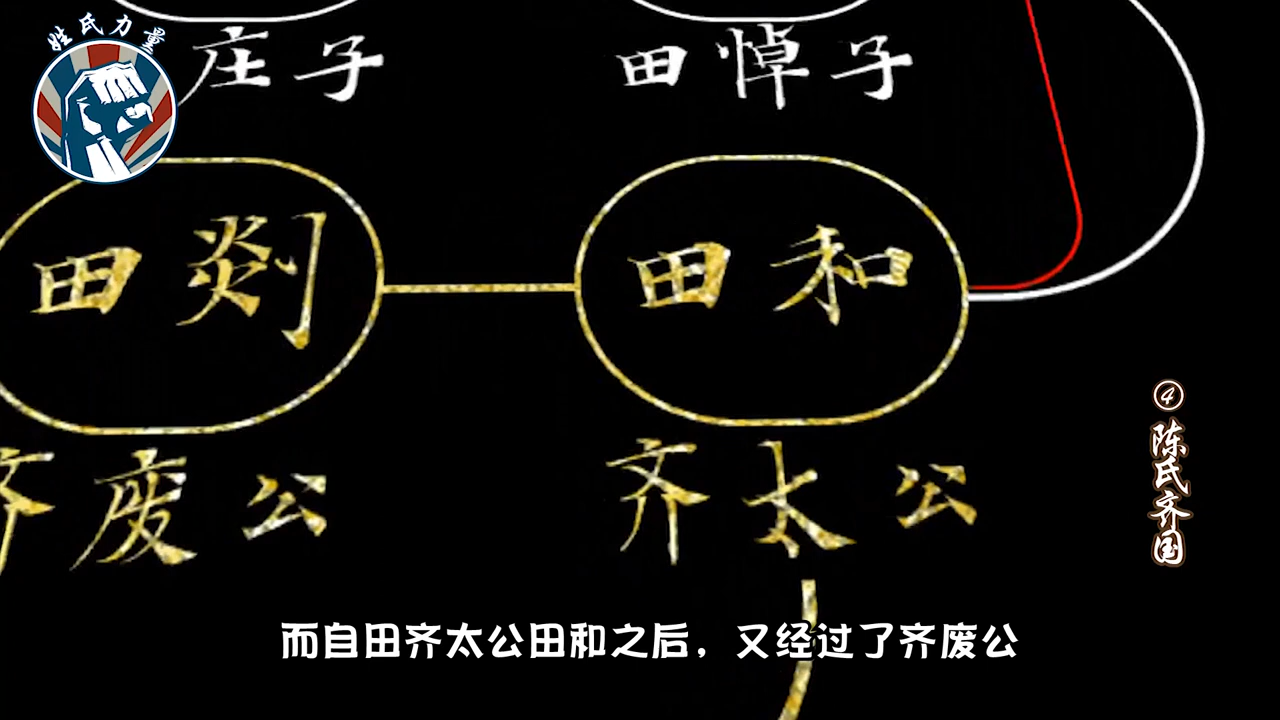 姓氏力量
庄子
田悼子
田剡
田和
齐废公
齐太公
④陈氏齐国
而自田齐太公田和之后，又经过了齐废公